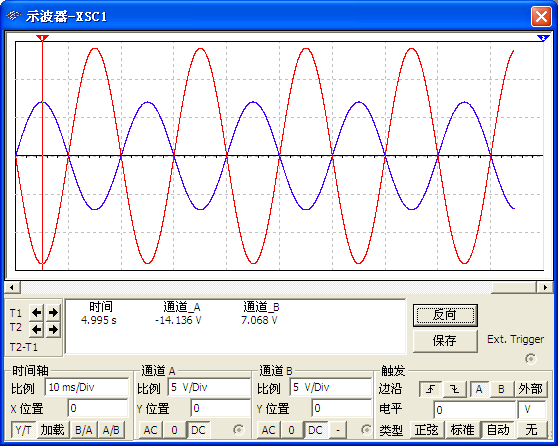 示波器-XSC1
1
2
时间 通道_A 通道_B
4.995 s -14.136 V 7.068 V
T1
T2
T2-T1
反向
保存
Ext. Trigger
时间轴 通道 A 通道 B 触发
比例 10 ms/Div 比例 5 V/Div 比例 5 V/Div 边沿 A B 外部
X 位置 0 Y 位置 0 Y 位置 0 电平 0 V
Y/T 加载 B/A A/B AC 0 DC AC 0 DC - 类型 正弦 标准 自动 无